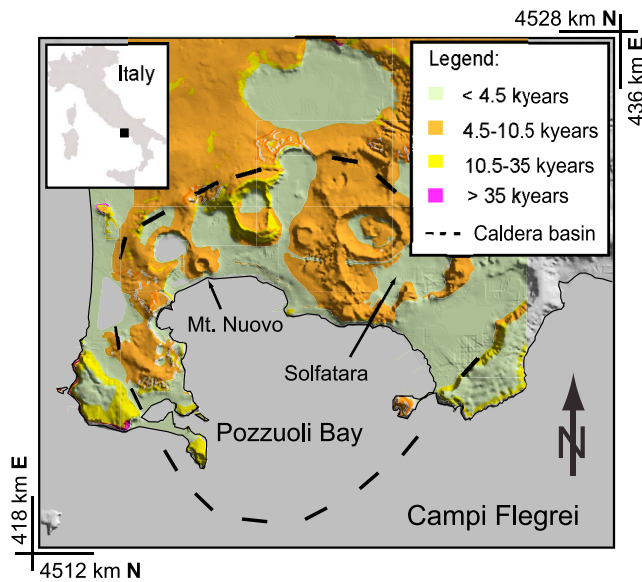 4528 km N
436 km E
Italy
Legend:
< 4.5 kyears
4.5-10.5 kyears
10.5-35 kyears
> 35 kyears
Caldera basin
Mt. Nuovo
Solfatara
Pozzuoli Bay
N
Campi Flegrei
418 km E
4512 km N